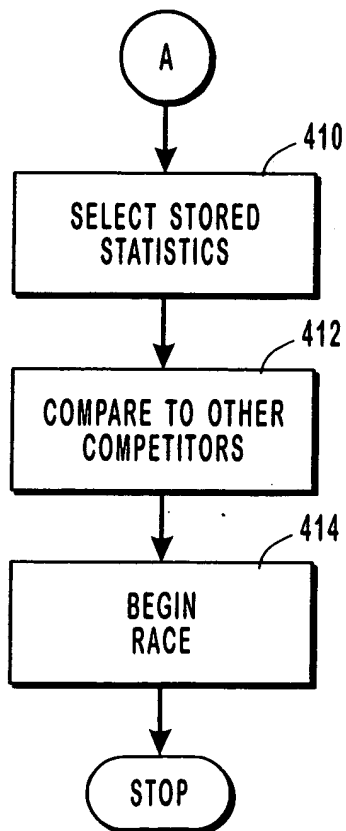 A
410
SELECT STORED
STATISTICS
412
COMPARE TO OTHER
COMPETITORS
414
BEGIN
RACE
STOP